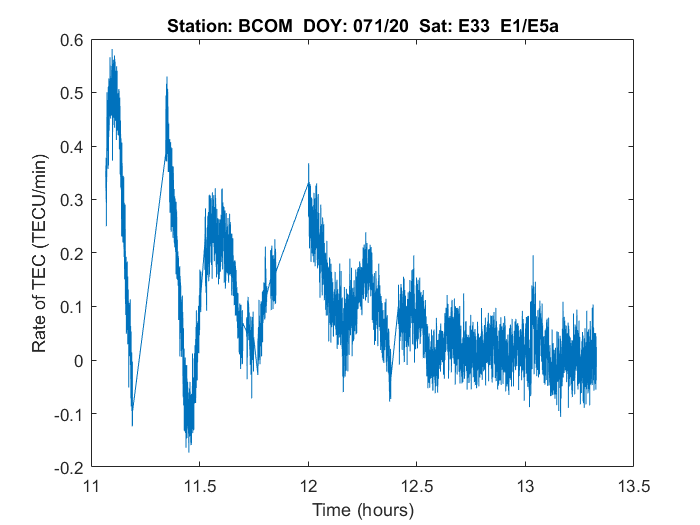 Station: BCOM  DOY: 071/20  Sat: E33  E1/E5a
Rate of TEC (TECU/min)
0.6
0.5
0.4
0.3
0.2
0.1
0
-0.1
-0.2
11 11.5 12 12.5 13 13.5
Time (hours)